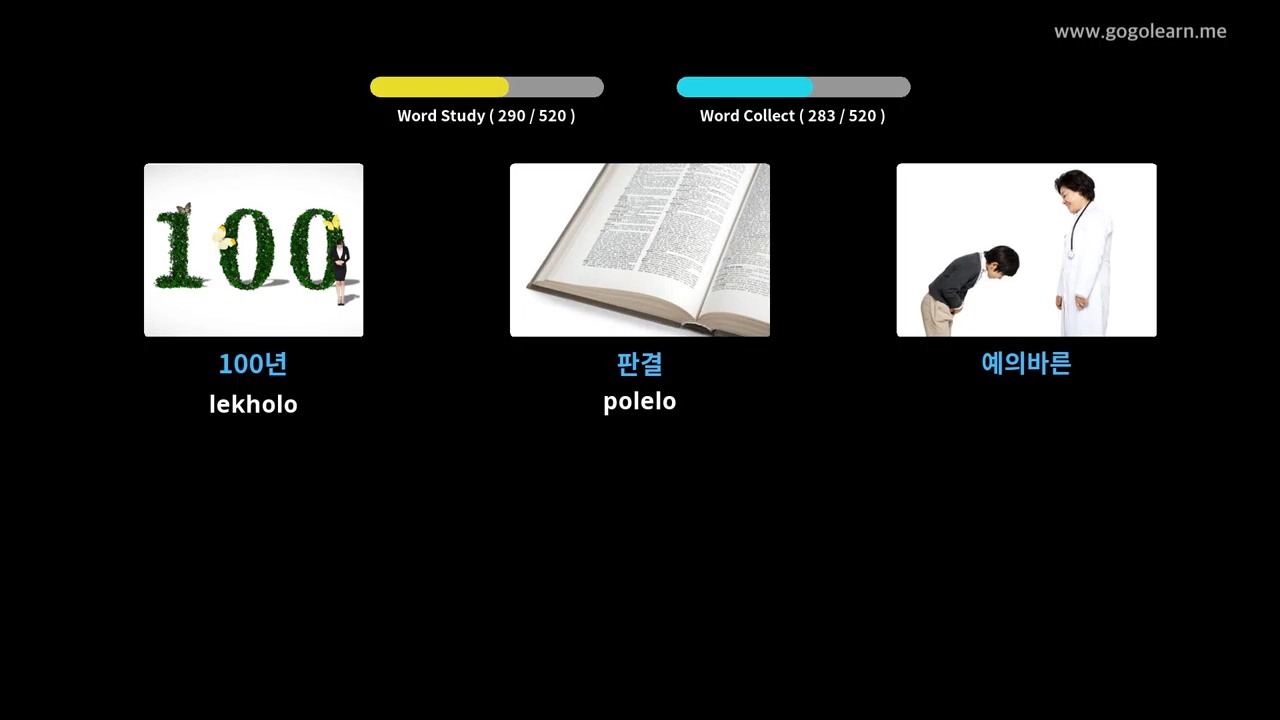 www.gogolearn.me
Word Study ( 290 / 520 )
Word Collect ( 283 / 520 )
100
100년
판결
예의바른
lekholo
polelo